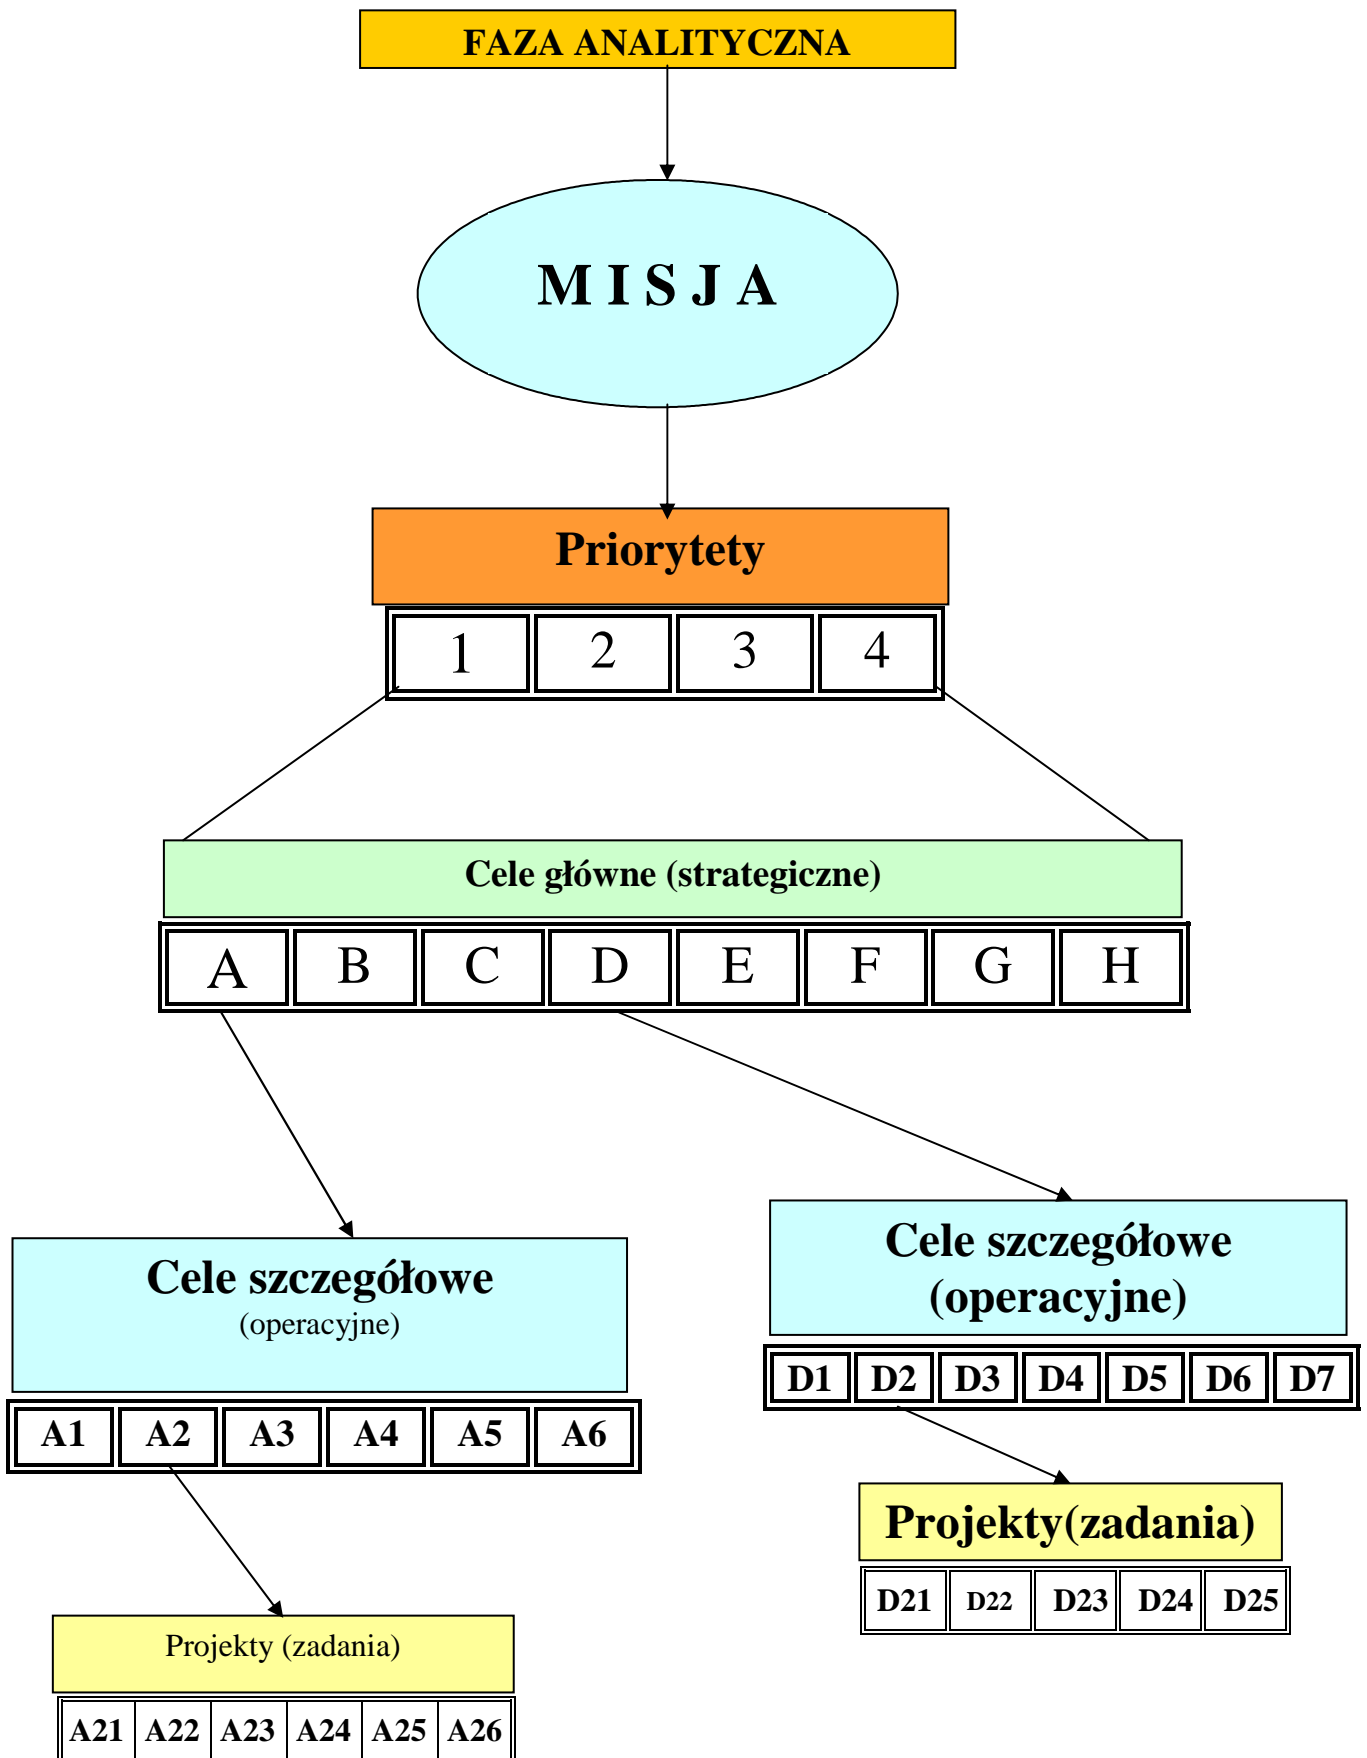 FAZA ANALITYCZNA
M I S J A
Priorytety
1 2 3 4
Cele główne (strategiczne)
A B C D E F G H
Cele szczegółowe
(operacyjne)
A1 A2 A3 A4 A5 A6
Projekty (zadania)
A21 A22 A23 A24 A25 A26
Cele szczegółowe
(operacyjne)
D1 D2 D3 D4 D5 D6 D7
Projekty(zadania)
D21 D22 D23 D24 D25